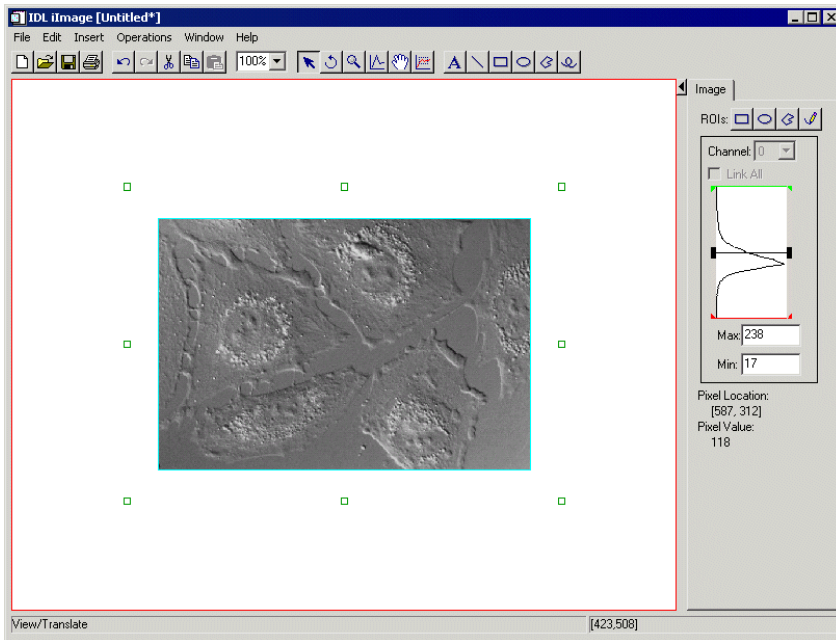 IDL iImage [Untitled*]
File Edit Insert Operations Window Help
100% A
Image
ROIs:
Channel: 0
Link All
Max: 238
Min: 17
Pixel Location:
[587, 312]
Pixel Value:
118
View/Translate [423,508]